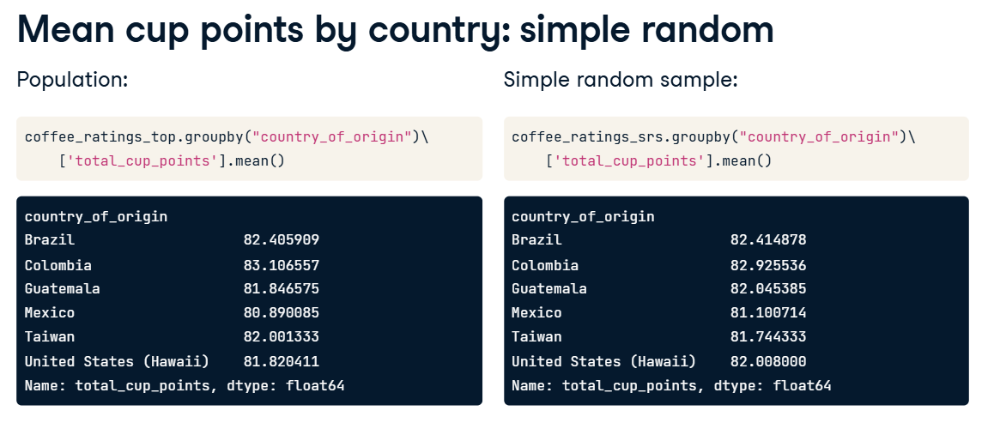 Mean cup points by country: simple random
Population:
coffee_ratings_top.groupby("country_of_origin")\
    ['total_cup_points'].mean()
country_of_origin
Brazil                    82.405909
Colombia                  83.106557
Guatemala                 81.846575
Mexico                    80.890085
Taiwan                    82.001333
United States (Hawaii)    81.820411
Name: total_cup_points, dtype: float64
Simple random sample:
coffee_ratings_srs.groupby("country_of_origin")\
    ['total_cup_points'].mean()
country_of_origin
Brazil                    82.414878
Colombia                  82.925536
Guatemala                 82.045385
Mexico                    81.100714
Taiwan                    81.744333
United States (Hawaii)    82.008000
Name: total_cup_points, dtype: float64